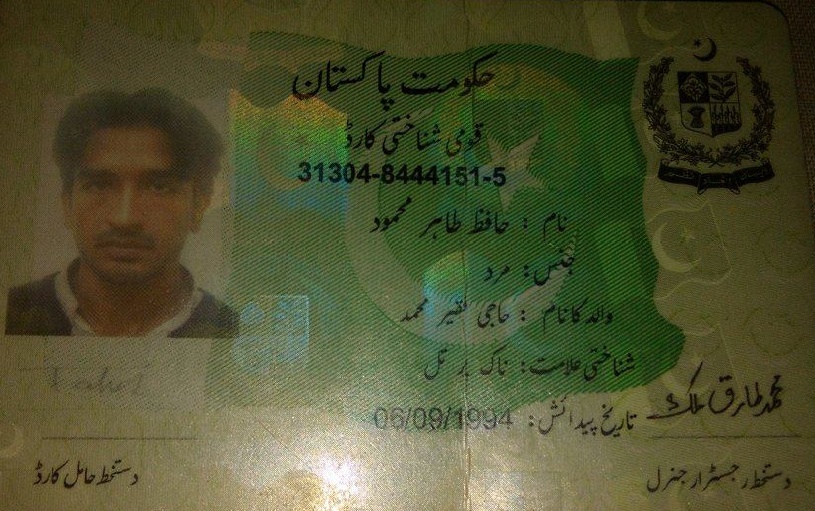 حکومت پاکستان
قومی شناختی کارڈ
31304-8444151-5
نام : حافظ طاہر محمود
جنس: مرد
والد کا نام : حاجی فقیر محمد
شناختی علامت: ناک پر تل
تاریخ پیدائش: 06/09/1994
محمد طارق ملک
دستخط حامل کارڈ
دستخط رجسٹرار جنرل